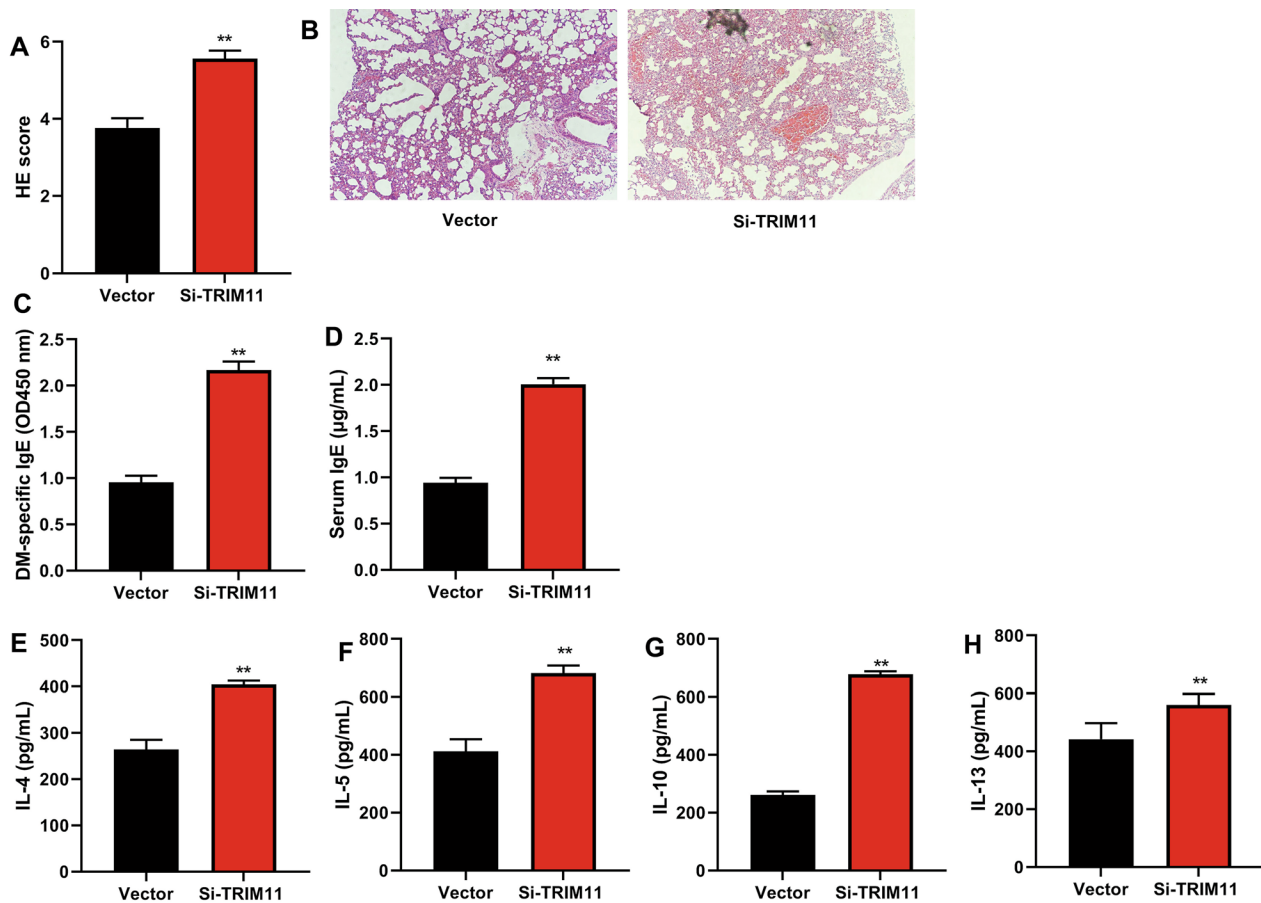 A
HE score
6
4
2
0
**
Vector
Si-TRIM11
B
Vector
Si-TRIM11
C
DM-specific IgE (OD450 nm)
2.5
2.0
1.5
1.0
0.5
0.0
**
Vector
Si-TRIM11
D
Serum IgE (µg/mL)
2.5
2.0
1.5
1.0
0.5
0.0
**
Vector
Si-TRIM11
E
IL-4 (pg/mL)
500
400
300
200
100
0
**
Vector
Si-TRIM11
F
IL-5 (pg/mL)
800
600
400
200
0
**
Vector
Si-TRIM11
G
IL-10 (pg/mL)
800
600
400
200
0
**
Vector
Si-TRIM11
H
IL-13 (pg/mL)
800
600
400
200
0
**
Vector
Si-TRIM11